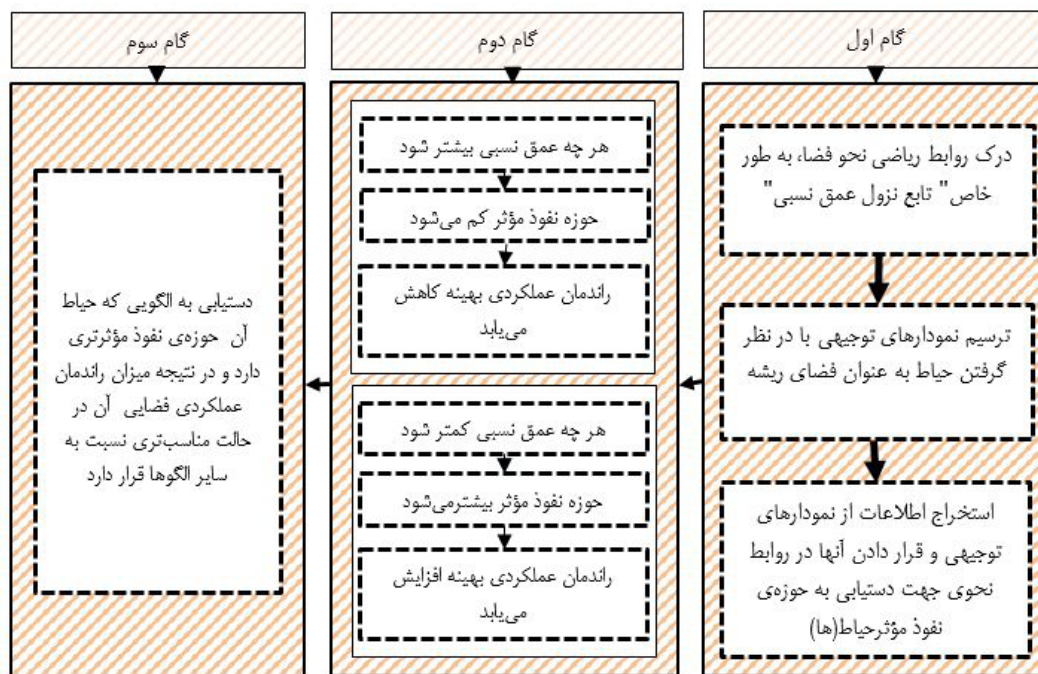 گام اول
درک روابط ریاضی نحو فضا، به طور
خاص" تابع نزول عمق نسبی"
ترسیم نمودارهای توجیهی با در نظر
گرفتن حیاط به عنوان فضای ریشه
استخراج اطلاعات از نمودارهای
توجیهی و قرار دادن آنها در روابط
نحوی جهت دستیابی به حوزه‌ی
نفوذ مؤثرحیاط(ها)
گام دوم
هر چه عمق نسبی بیشتر شود
حوزه نفوذ مؤثر کم می‌شود
راندمان عملکردی بهینه کاهش
می‌یابد
هر چه عمق نسبی کمتر شود
حوزه نفوذ مؤثر بیشترمی‌شود
راندمان عملکردی بهینه افزایش
می‌یابد
گام سوم
دستیابی به الگویی که حیاط
آن حوزه‌ی نفوذ مؤثرتری
دارد و در نتیجه میزان راندمان
عملکردی فضایی آن در
حالت مناسب‌تری نسبت به
سایر الگوها قرار دارد